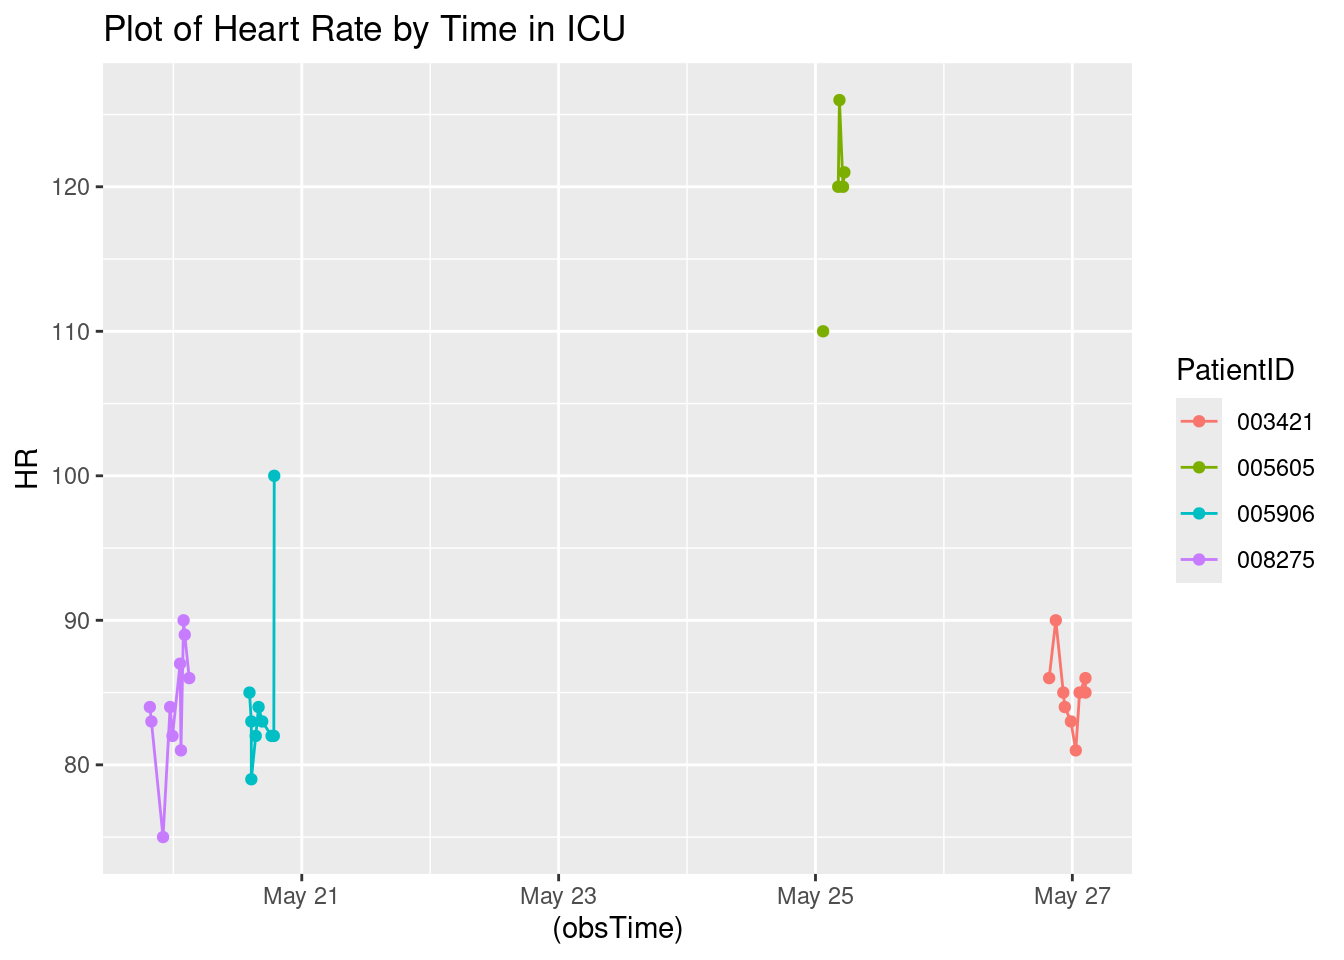 Plot of Heart Rate by Time in ICU
HR
120
110
100
90
80
May 21
May 23
May 25
May 27
(obsTime)
PatientID
003421
005605
005906
008275